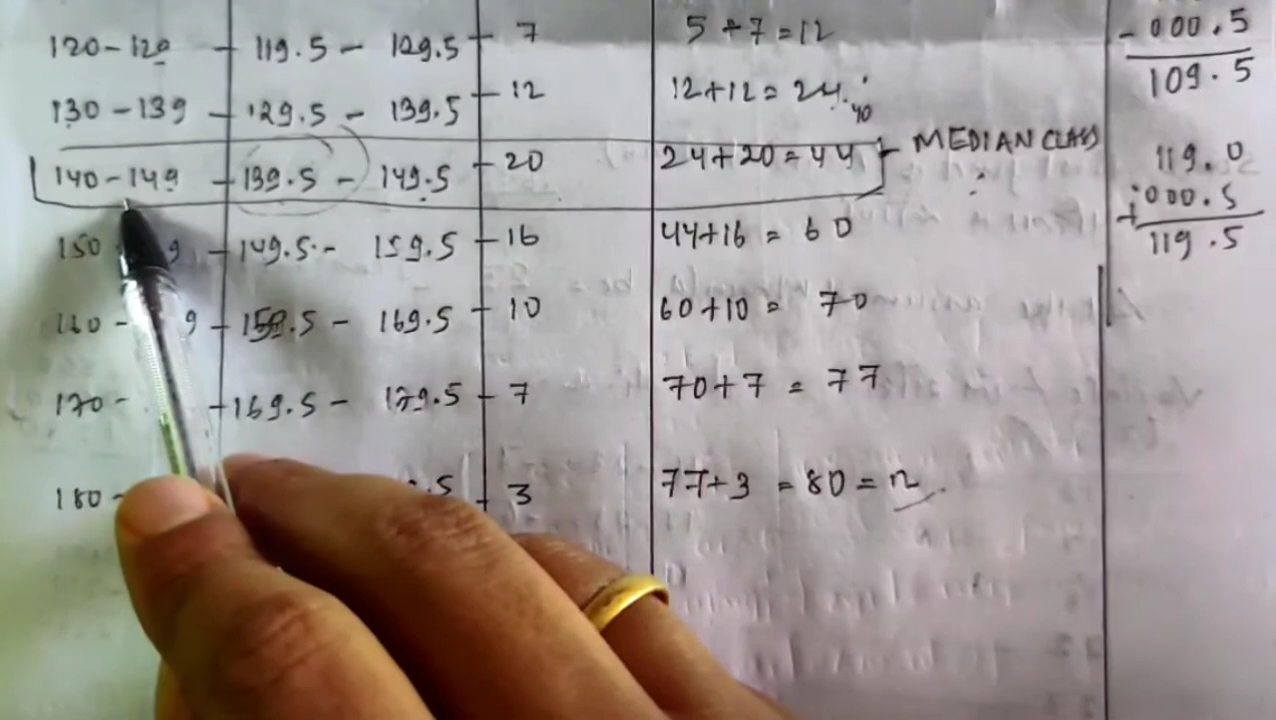 120-129 - 119.5 - 129.5 - 7 5+7=12 - 000.5
130-139 - 129.5 - 139.5 - 12 12+12=24 109.5
40
140-149 - 139.5 - 149.5 - 20 24+20=44 - MEDIAN CLASS 119.0
+000.5
150 9 - 149.5 - 159.5 - 16 44+16=60 119.5
160- 9 - 159.5 - 169.5 - 10 60+10=70
170- - 169.5 - 179.5 - 7 70+7=77
180- .5 - 3 77+3=80=n